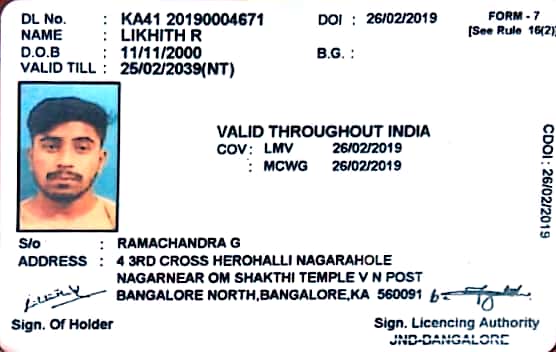 DL No. : KA41 20190004671 DOI : 26/02/2019 FORM - 7
NAME : LIKHITH R [See Rule 16(2)]
D.O.B : 11/11/2000 B.G. :
VALID TILL : 25/02/2039(NT)
VALID THROUGHOUT INDIA
COV: LMV 26/02/2019
: MCWG 26/02/2019
CDOI: 26/02/2019
S/o : RAMACHANDRA G
ADDRESS : 4 3RD CROSS HEROHALLI NAGARAHOLE
NAGARNEAR OM SHAKTHI TEMPLE V N POST
BANGALORE NORTH,BANGALORE,KA 560091
Sign. Of Holder Sign. Licencing Authority
JNB-BANGALORE